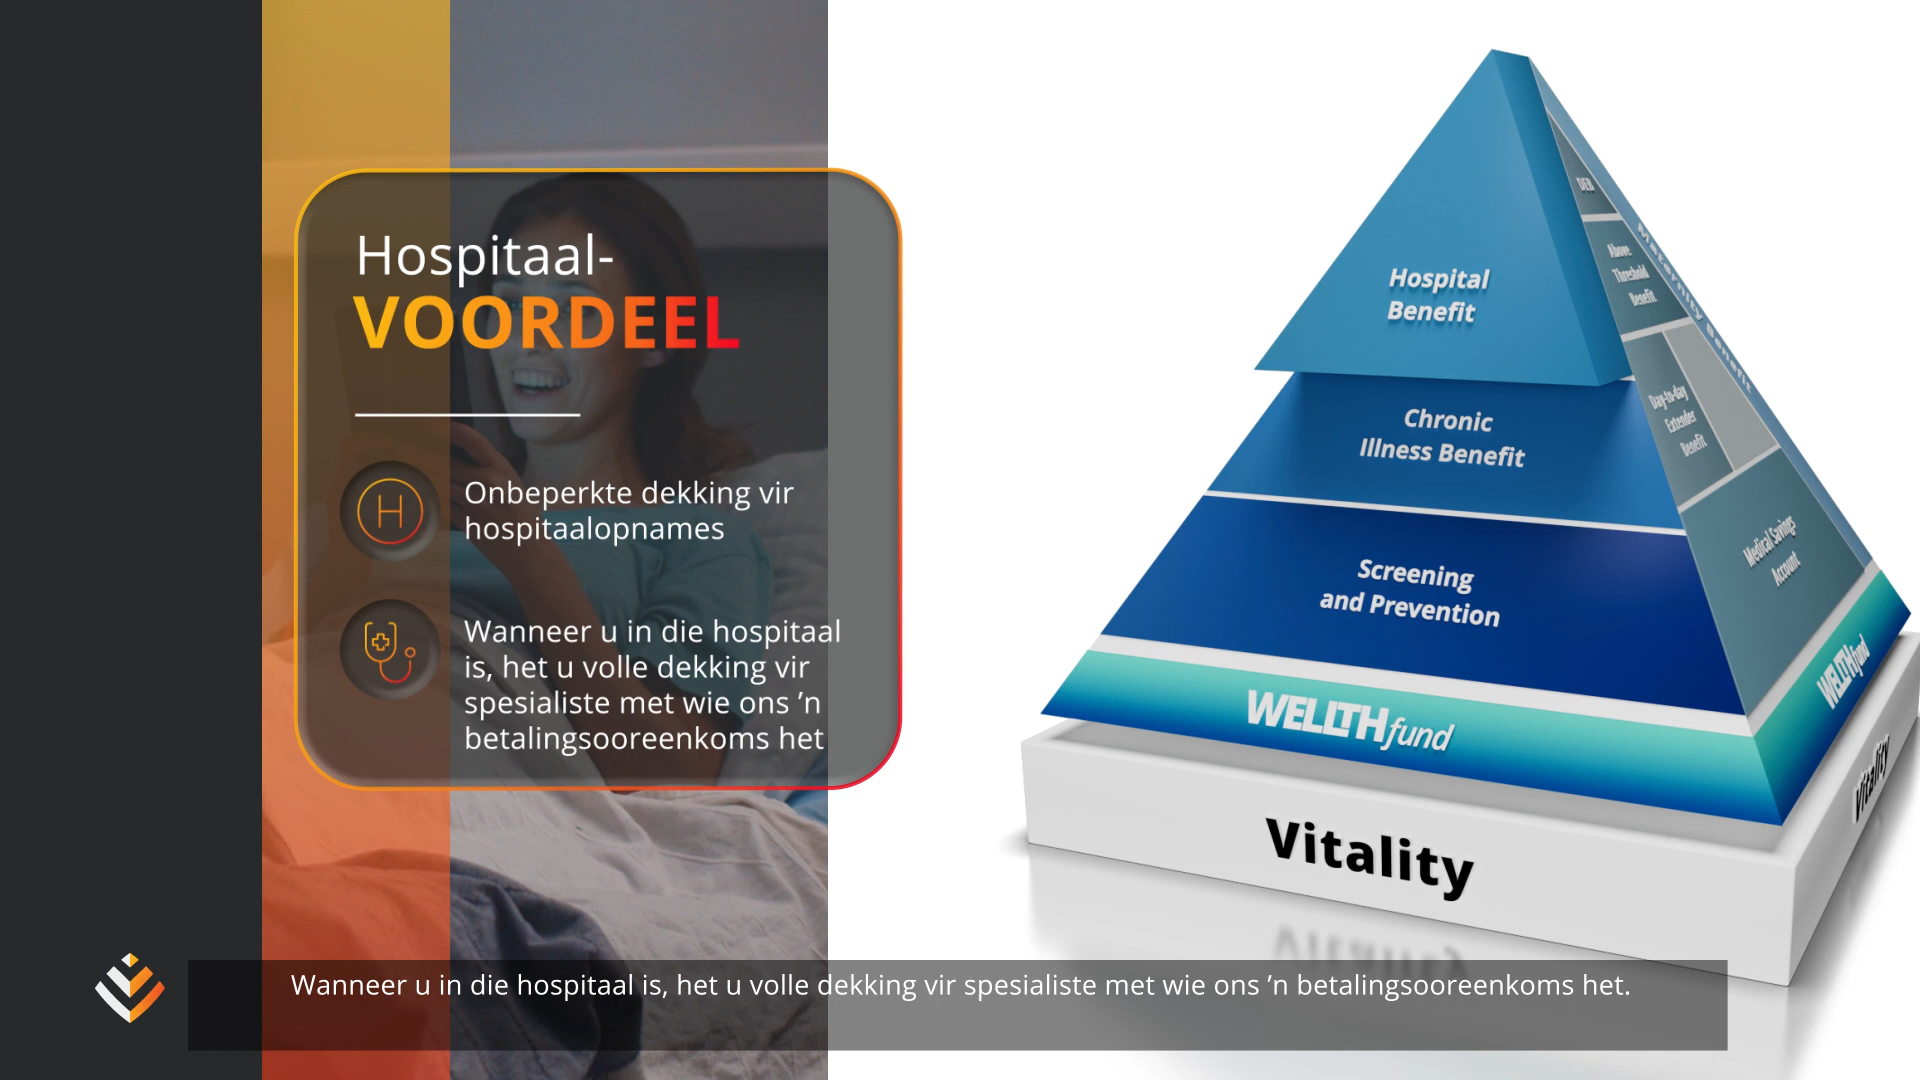 Hospitaal-
VOORDEEL
H
Onbeperkte dekking vir
hospitaalopnames
Wanneer u in die hospitaal
is, het u volle dekking vir
spesialiste met wie ons ’n
betalingsooreenkoms het
Hospital
Benefit
Chronic
Illness Benefit
Screening
and Prevention
WELLTHfund
Vitality
DEB
Above
Threshold
Benefit
Maternity Benefit
Day-to-day
Extender
Benefit
Medical Savings
Account
WELLTHfund
Vitality
Wanneer u in die hospitaal is, het u volle dekking vir spesialiste met wie ons ’n betalingsooreenkoms het.